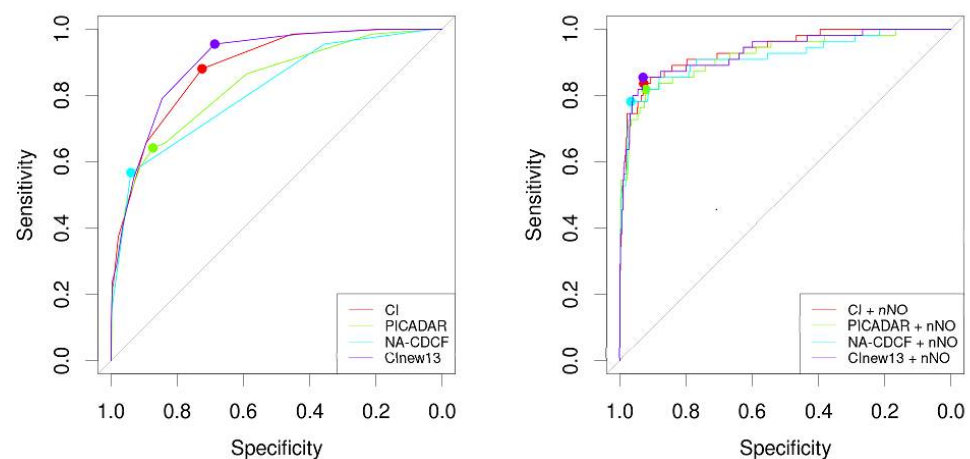 Sensitivity
1.0
0.8
0.6
0.4
0.2
0.0
CI
PICADAR
NA-CDCF
CInew13
1.0 0.8 0.6 0.4 0.2 0.0
Specificity
Sensitivity
1.0
0.8
0.6
0.4
0.2
0.0
CI + nNO
PICADAR + nNO
NA-CDCF + nNO
CInew13 + nNO
1.0 0.8 0.6 0.4 0.2 0.0
Specificity